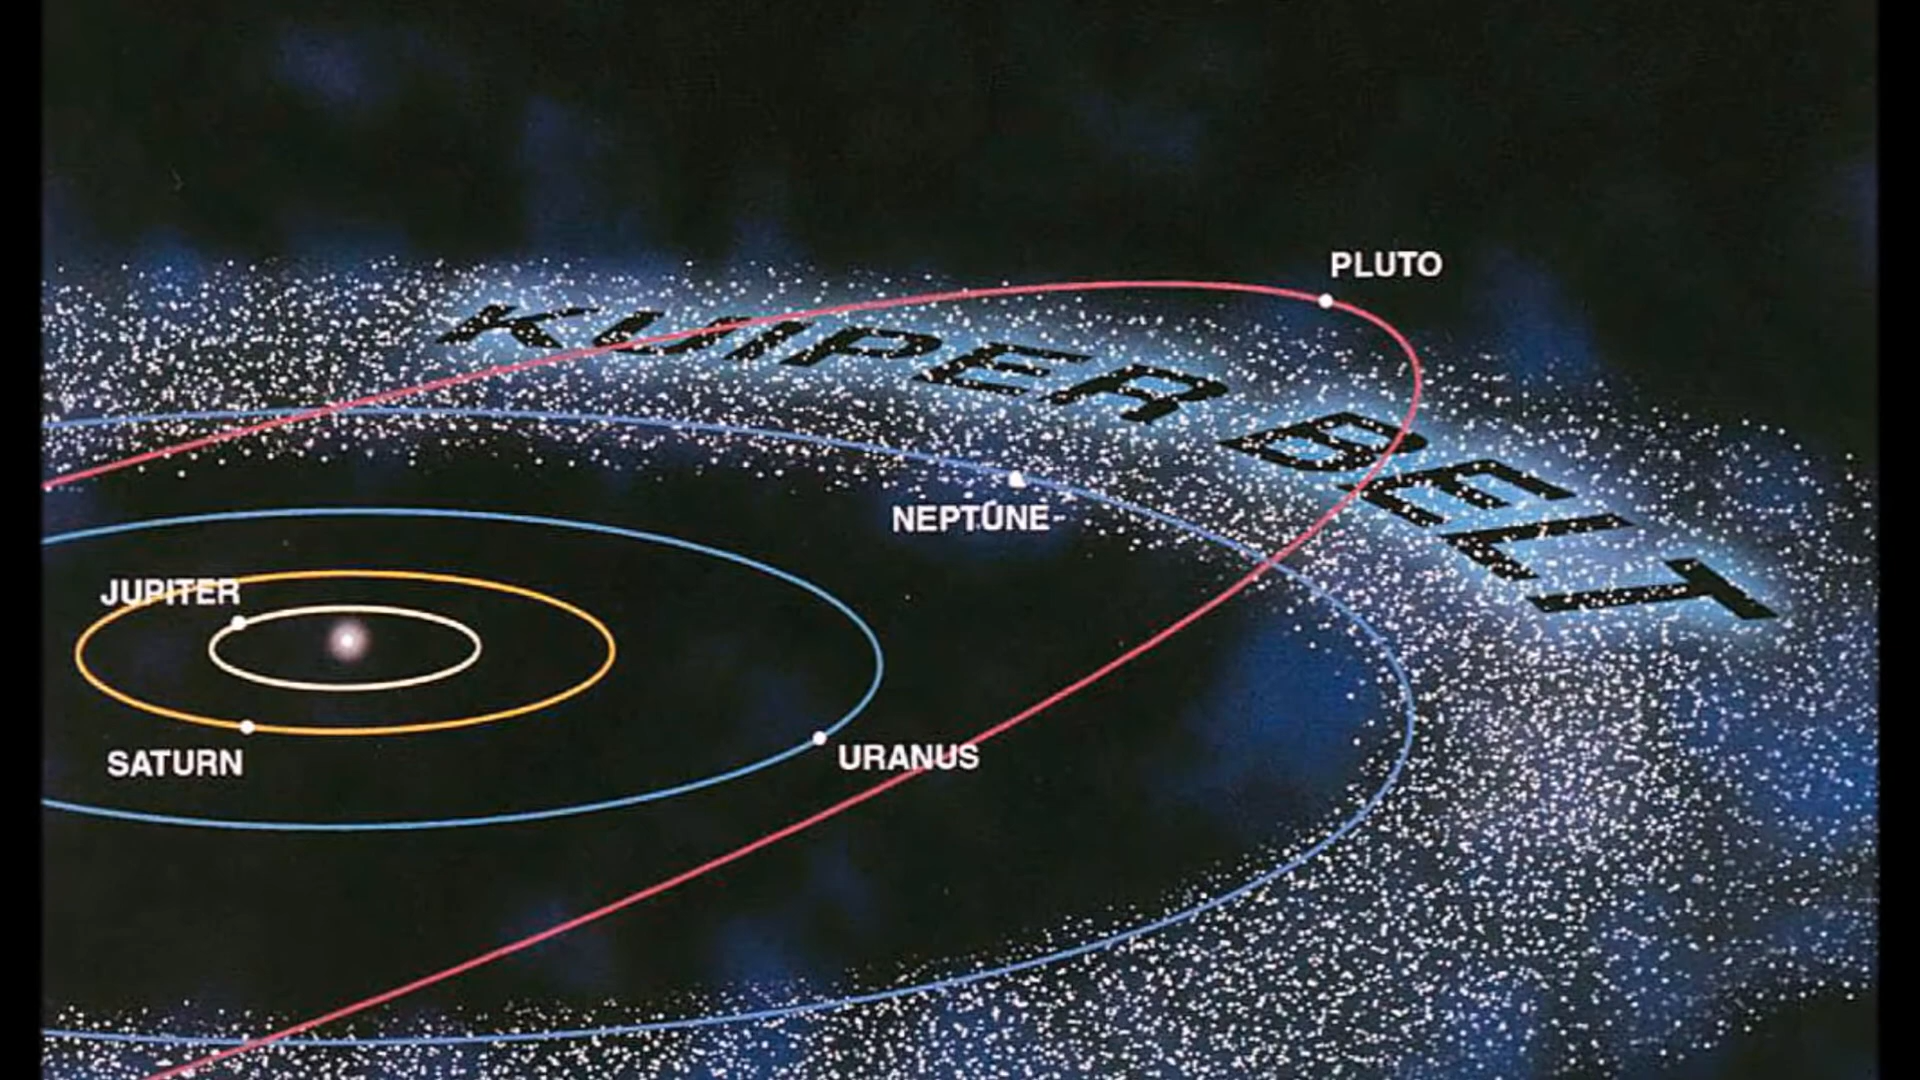 PLUTO
KUIPER BELT
NEPTUNE
JUPITER
SATURN
URANUS